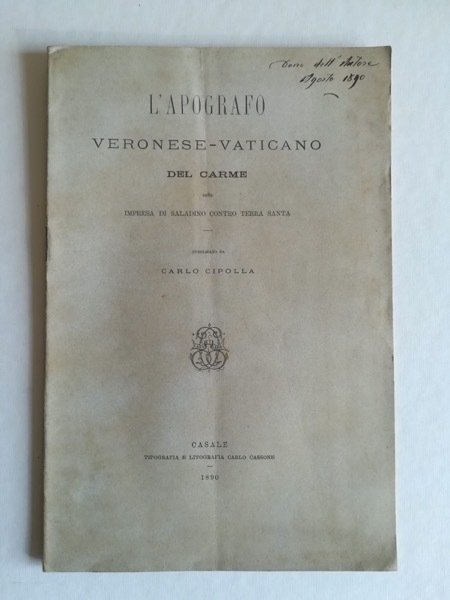 Dono dell' Autore
Agosto 1890
L'APOGRAFO
VERONESE-VATICANO
DEL CARME
IMPRESA DI SALADINO CONTRO TERRA SANTA
PUBBLICATO DA
CARLO CIPOLLA
CASALE
TIPOGRAFIA E LITOGRAFIA CARLO CASSONE
1890